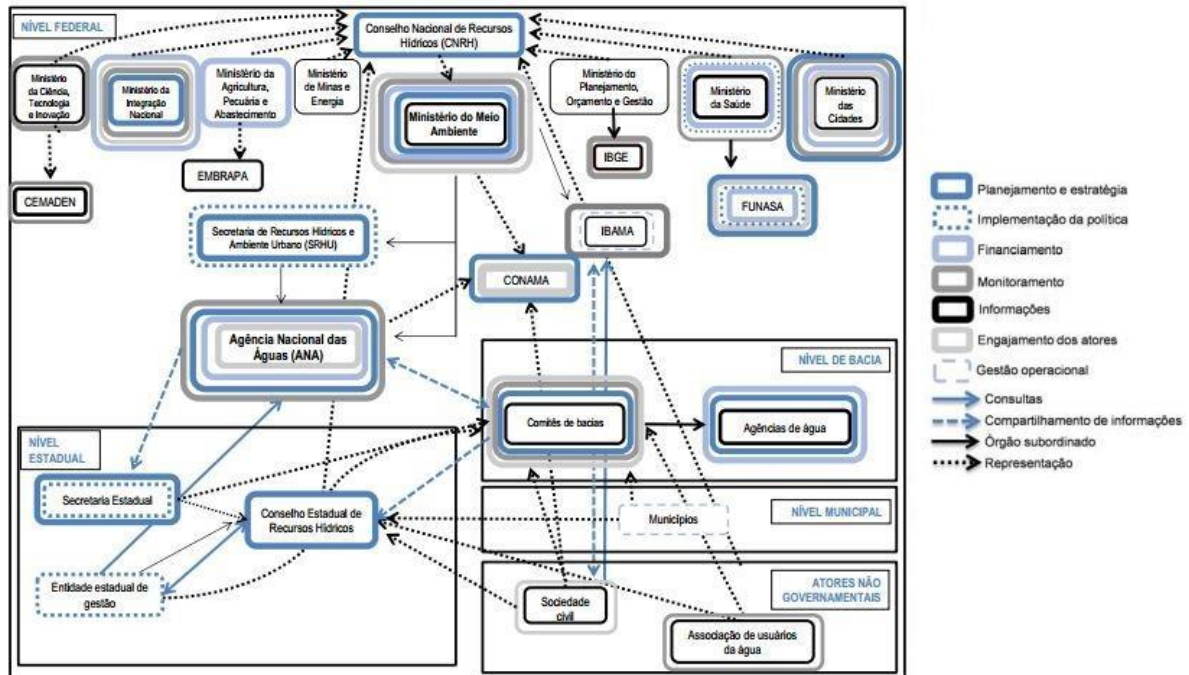 NÍVEL FEDERAL
Conselho Nacional de Recursos
Hídricos (CNRH)
Ministério
da Ciência,
Tecnologia
e Inovação
Ministério da
Integração
Nacional
Ministério da
Agricultura,
Pecuária e
Abastecimento
Ministério
de Minas e
Energia
Ministério do Meio
Ambiente
Ministério do
Planejamento,
Orçamento e Gestão
Ministério
da Saúde
Ministério
das
Cidades
CEMADEN
EMBRAPA
IBGE
FUNASA
Secretaria de Recursos Hídricos e
Ambiente Urbano (SRHU)
IBAMA
CONAMA
Agência Nacional das
Águas (ANA)
NÍVEL DE BACIA
Comitês de bacias
Agências de água
NÍVEL
ESTADUAL
Secretaria Estadual
Conselho Estadual de
Recursos Hídricos
Entidade estadual de
gestão
NÍVEL MUNICIPAL
Municípios
ATORES NÃO
GOVERNAMENTAIS
Sociedade
civil
Associação de usuários
da água
Planejamento e estratégia
Implementação da política
Financiamento
Monitoramento
Informações
Engajamento dos atores
Gestão operacional
Consultas
Compartilhamento de informações
Órgão subordinado
Representação